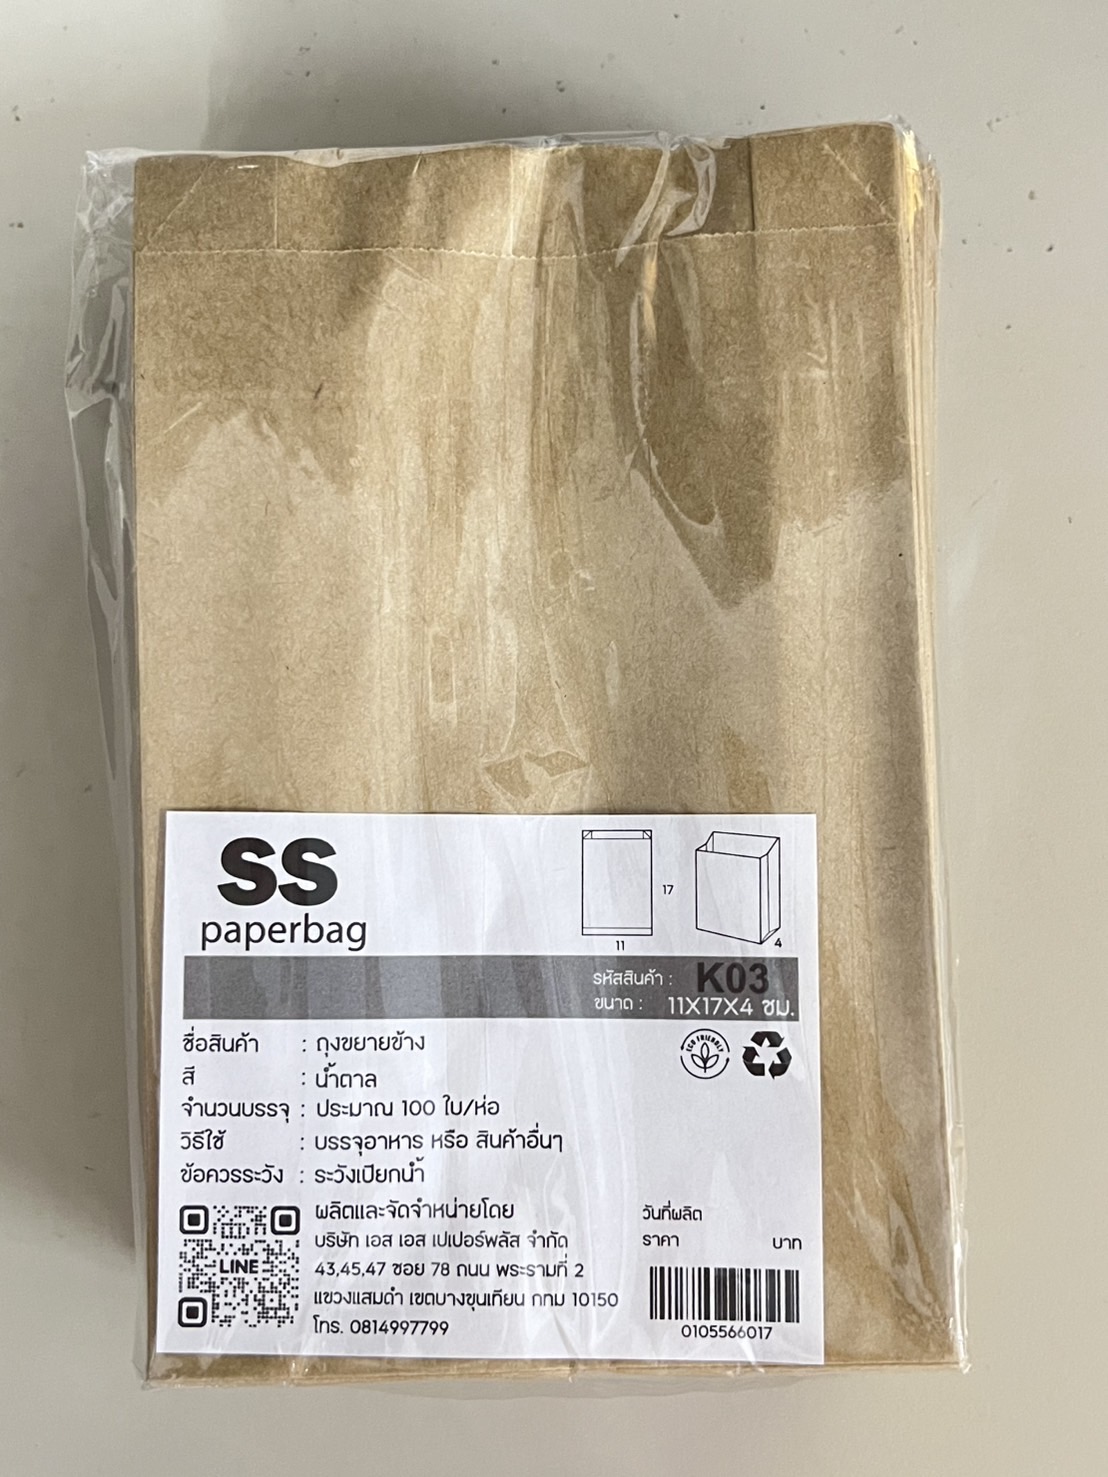 SS
paperbag
17
11
4
รหัสสินค้า : K03
ขนาด : 11X17X4 ซม.
ECO FRIENDLY
ชื่อสินค้า : ถุงขยายข้าง
สี : น้ำตาล
จำนวนบรรจุ : ประมาณ 100 ใบ/ห่อ
วิธีใช้ : บรรจุอาหาร หรือ สินค้าอื่นๆ
ข้อควรระวัง : ระวังเปียกน้ำ
LINE
ผลิตและจัดจำหน่ายโดย
บริษัท เอส เอส เปเปอร์พลัส จำกัด
43,45,47 ซอย 78 ถนน พระรามที่ 2
แขวงแสมดำ เขตบางขุนเทียน กทม 10150
โทร. 0814997799
วันที่ผลิต
ราคา บาท
0105566017